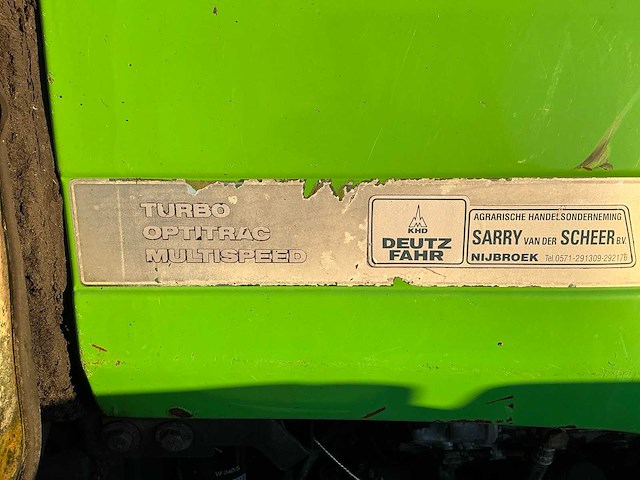 TURBO
OPTITRAC
MULTISPEED
KHD
DEUTZ
FAHR
AGRARISCHE HANDELSONDERNEMING
SARRY VAN DER SCHEER B.V.
NIJBROEK Tel.0571-291309-292176